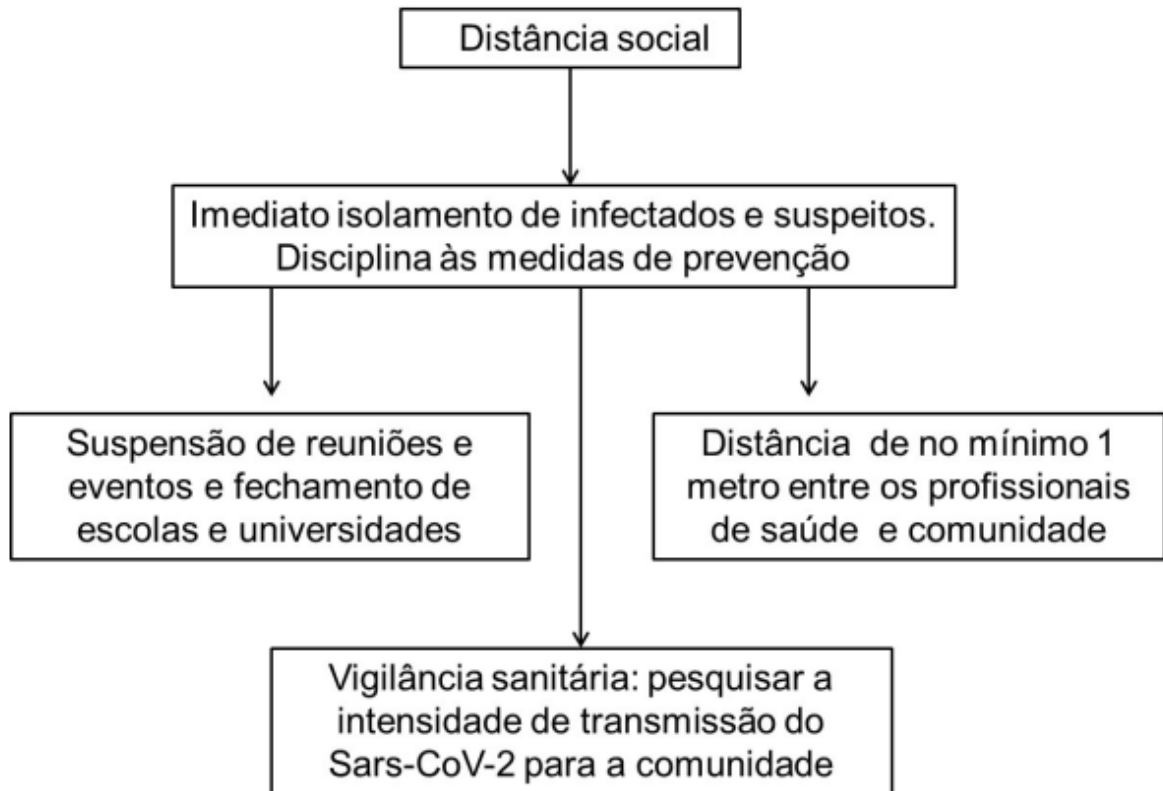 Distância social
Imediato isolamento de infectados e suspeitos.
Disciplina às medidas de prevenção
Suspensão de reuniões e
eventos e fechamento de
escolas e universidades
Distância de no mínimo 1
metro entre os profissionais
de saúde e comunidade
Vigilância sanitária: pesquisar a
intensidade de transmissão do
Sars-CoV-2 para a comunidade